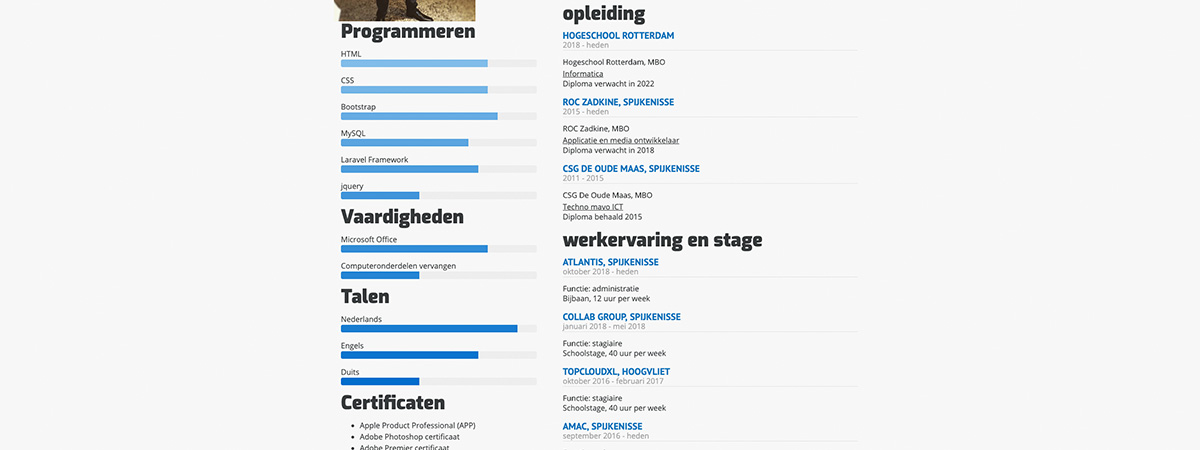 Programmeren
HTML
CSS
Bootstrap
MySQL
Laravel Framework
jquery
Vaardigheden
Microsoft Office
Computeronderdelen vervangen
Talen
Nederlands
Engels
Duits
Certificaten
Apple Product Professional (APP)
Adobe Photoshop certificaat
Adobe Premier certificaat
opleiding
HOGESCHOOL ROTTERDAM
2018 - heden
Hogeschool Rotterdam, MBO
Informatica
Diploma verwacht in 2022
ROC ZADKINE, SPIJKENISSE
2015 - heden
ROC Zadkine, MBO
Applicatie en media ontwikkelaar
Diploma verwacht in 2018
CSG DE OUDE MAAS, SPIJKENISSE
2011 - 2015
CSG De Oude Maas, MBO
Techno mavo ICT
Diploma behaald 2015
werkervaring en stage
ATLANTIS, SPIJKENISSE
oktober 2018 - heden
Functie: administratie
Bijbaan, 12 uur per week
COLLAB GROUP, SPIJKENISSE
januari 2018 - mei 2018
Functie: stagiaire
Schoolstage, 40 uur per week
TOPCLOUDXL, HOOGVLIET
oktober 2016 - februari 2017
Functie: stagiaire
Schoolstage, 40 uur per week
AMAC, SPIJKENISSE
september 2016 - heden